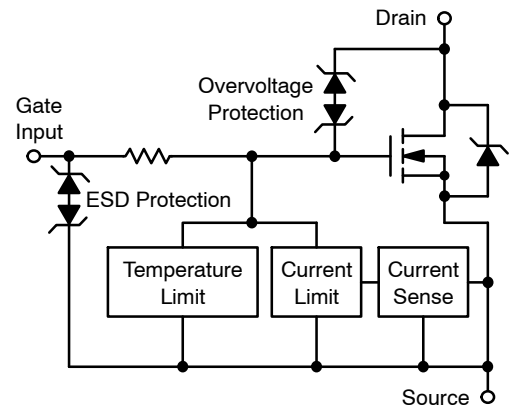 Drain
Overvoltage
Protection
Gate
Input
ESD Protection
Temperature
Limit
Current
Limit
Current
Sense
Source